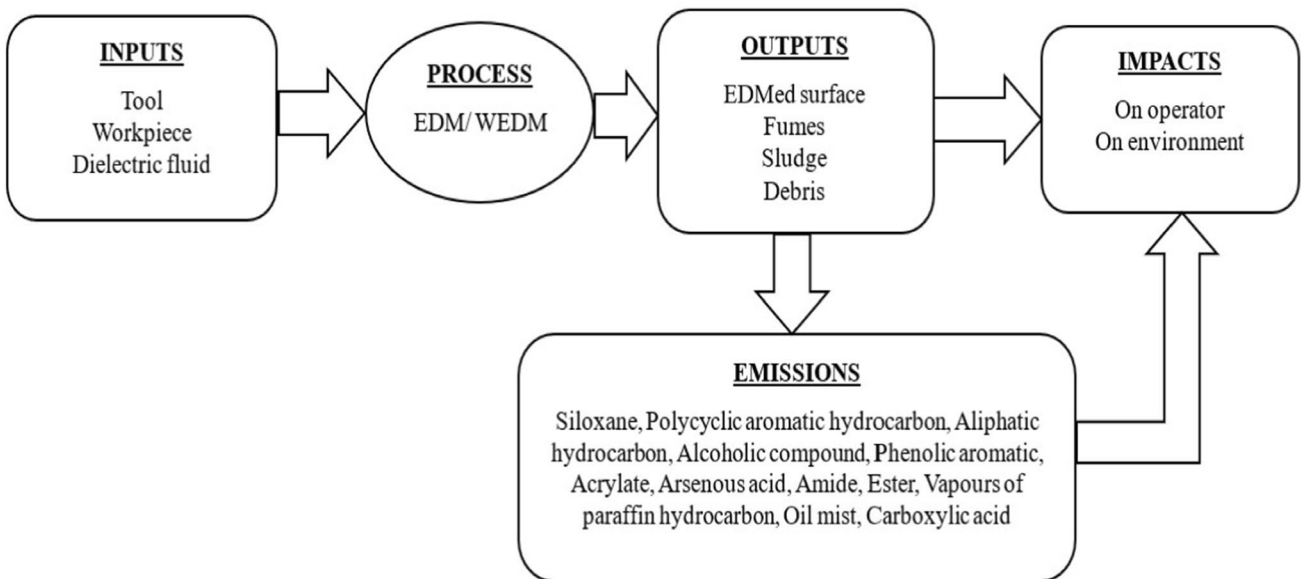 INPUTS
Tool
Workpiece
Dielectric fluid
PROCESS
EDM/ WEDM
OUTPUTS
EDMed surface
Fumes
Sludge
Debris
IMPACTS
On operator
On environment
EMISSIONS
Siloxane, Polycyclic aromatic hydrocarbon, Aliphatic
hydrocarbon, Alcoholic compound, Phenolic aromatic,
Acrylate, Arsenous acid, Amide, Ester, Vapours of
paraffin hydrocarbon, Oil mist, Carboxylic acid